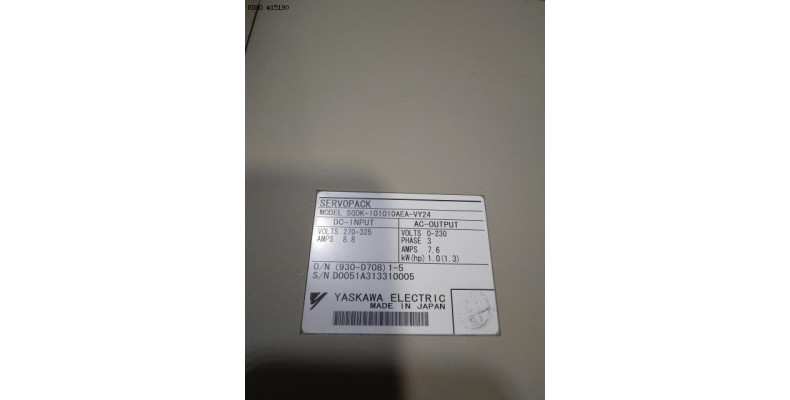 SERVOPACK
MODEL SGDK-101010AEA-VY24
DC-INPUT
VOLTS 270-325
AMPS 8.8
AC-OUTPUT
VOLTS 0-230
PHASE 3
AMPS 7.6
kW(hp) 1.0(1.3)
O/N (930-D708)1-5
S/N D0051A313310005
YASKAWA ELECTRIC
MADE IN JAPAN